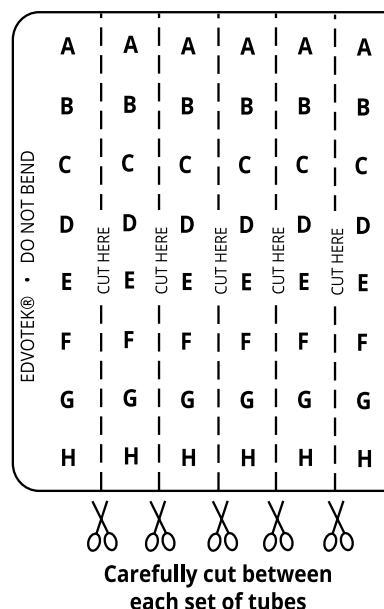 A A A A A A
B B B B B B
C C C C C C
D D D D D D
E E E E E E
F F F F F F
G G G G G G
H H H H H H
EDVOTEK® • DO NOT BEND
CUT HERE
CUT HERE
CUT HERE
CUT HERE
CUT HERE
Carefully cut between
each set of tubes